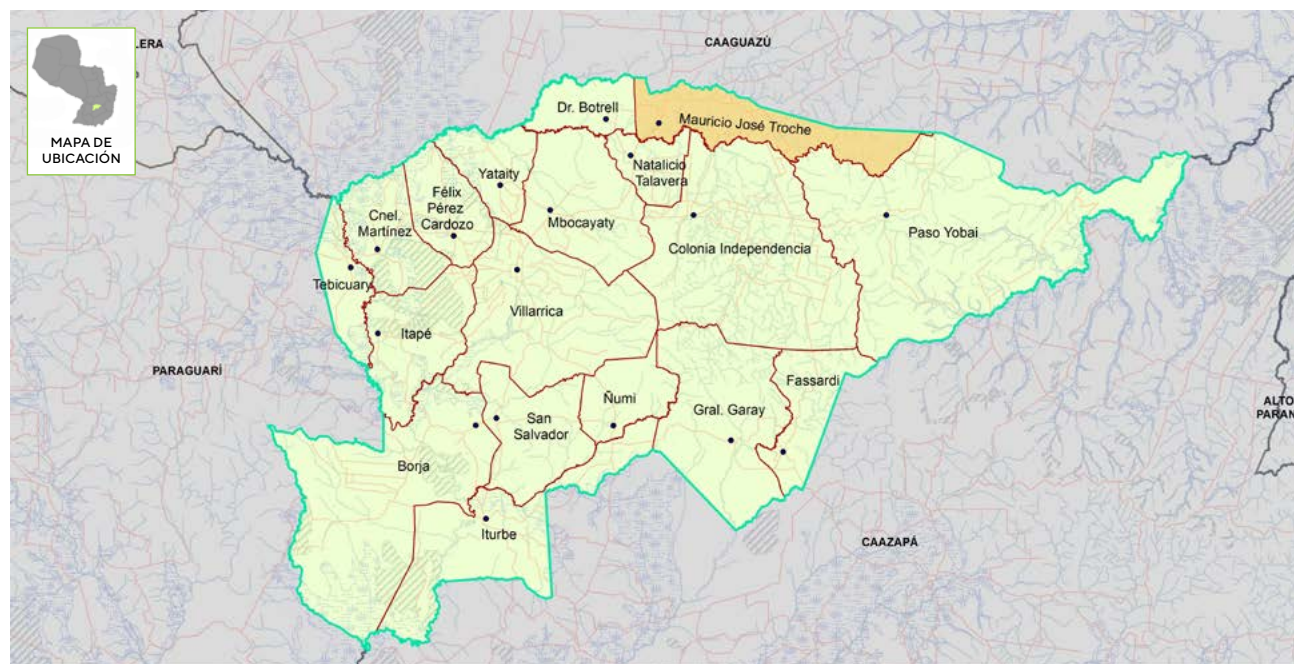 LERA
CAAGUAZÚ
MAPA DE
UBICACIÓN
Dr. Botrell
Mauricio José Troche
Natalicio
Talavera
Yataity
Félix
Pérez
Cardozo
Cnel.
Martínez
Mbocayaty
Colonia Independencia
Paso Yobai
Tebicuary
Villarrica
Itapé
PARAGUARÍ
Fassardi
Ñumi
Gral. Garay
ALTO
PARAN
San
Salvador
Borja
Iturbe
CAAZAPÁ